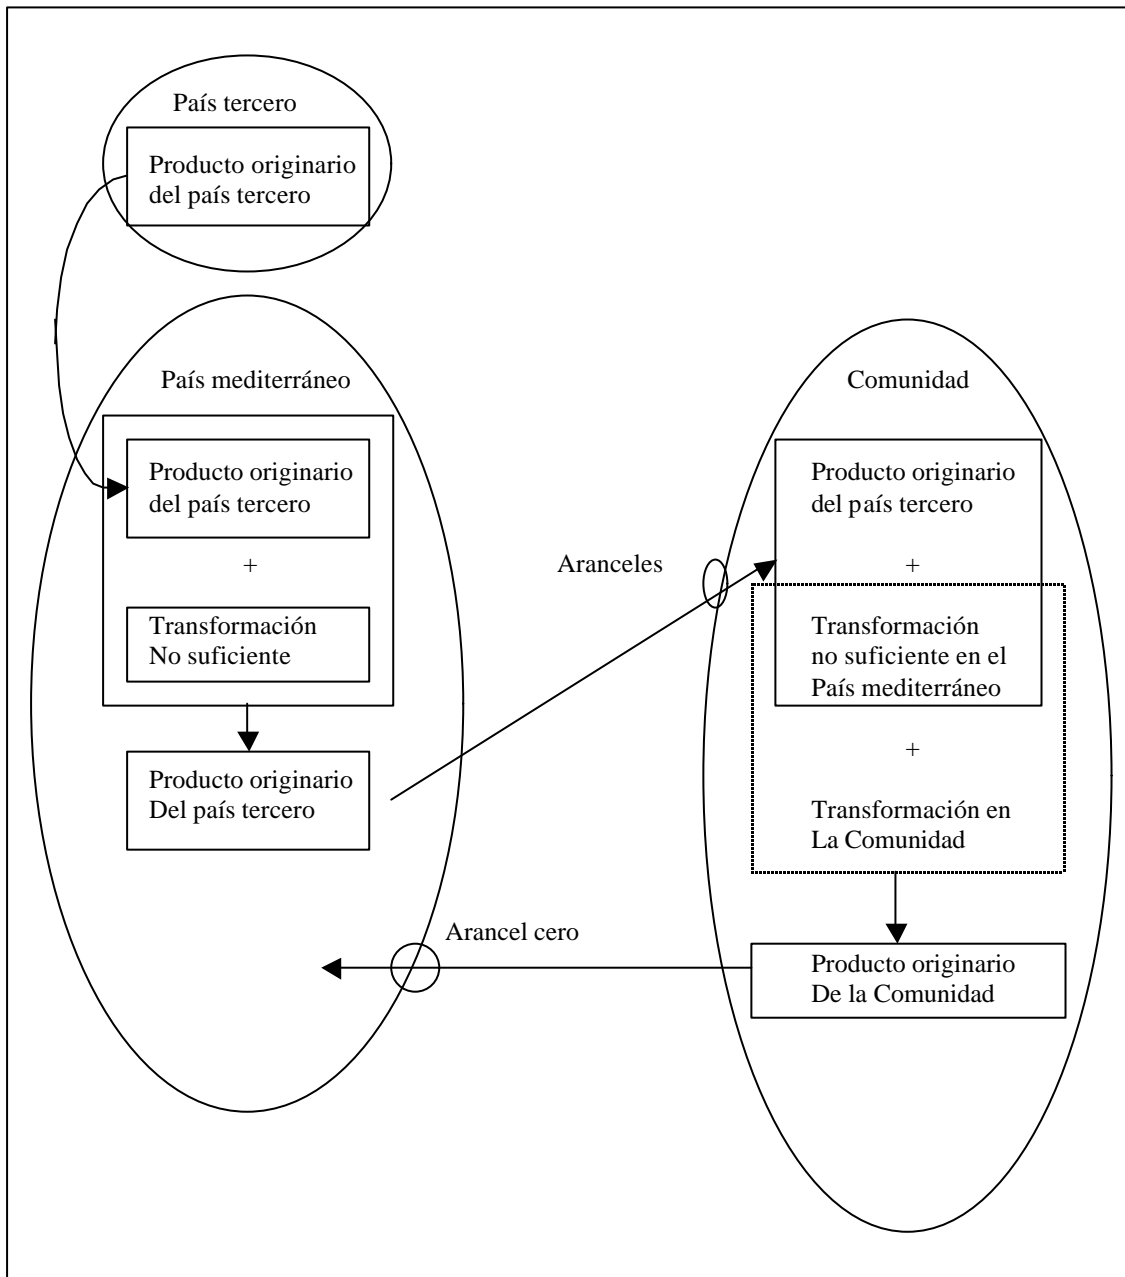 País tercero
Producto originario
del país tercero
País mediterráneo
Producto originario
del país tercero
+
Transformación
No suficiente
Producto originario
Del país tercero
Aranceles
Arancel cero
Comunidad
Producto originario
del país tercero
+
Transformación
no suficiente en el
País mediterráneo
+
Transformación en
La Comunidad
Producto originario
De la Comunidad